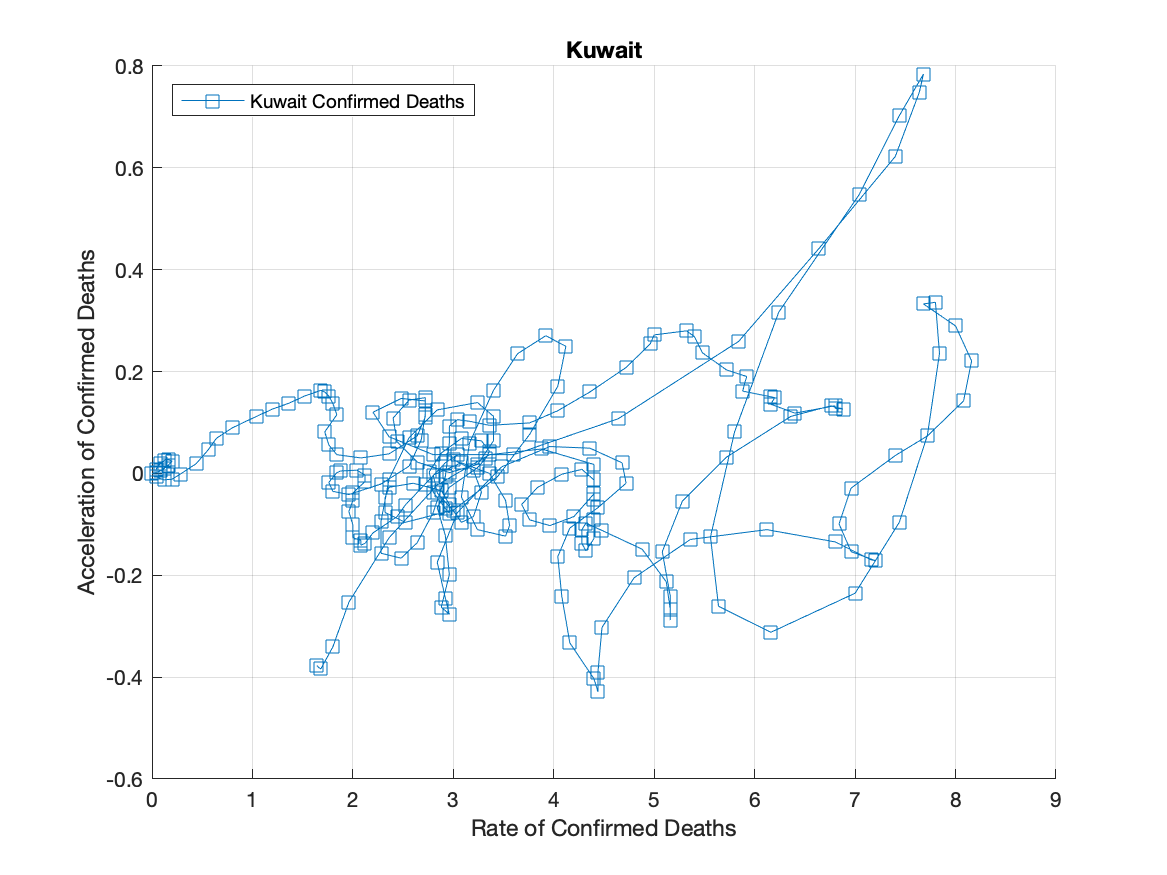 Kuwait
Kuwait Confirmed Deaths
0.8
0.6
0.4
0.2
0
-0.2
-0.4
-0.6
Acceleration of Confirmed Deaths
0 1 2 3 4 5 6 7 8 9
Rate of Confirmed Deaths